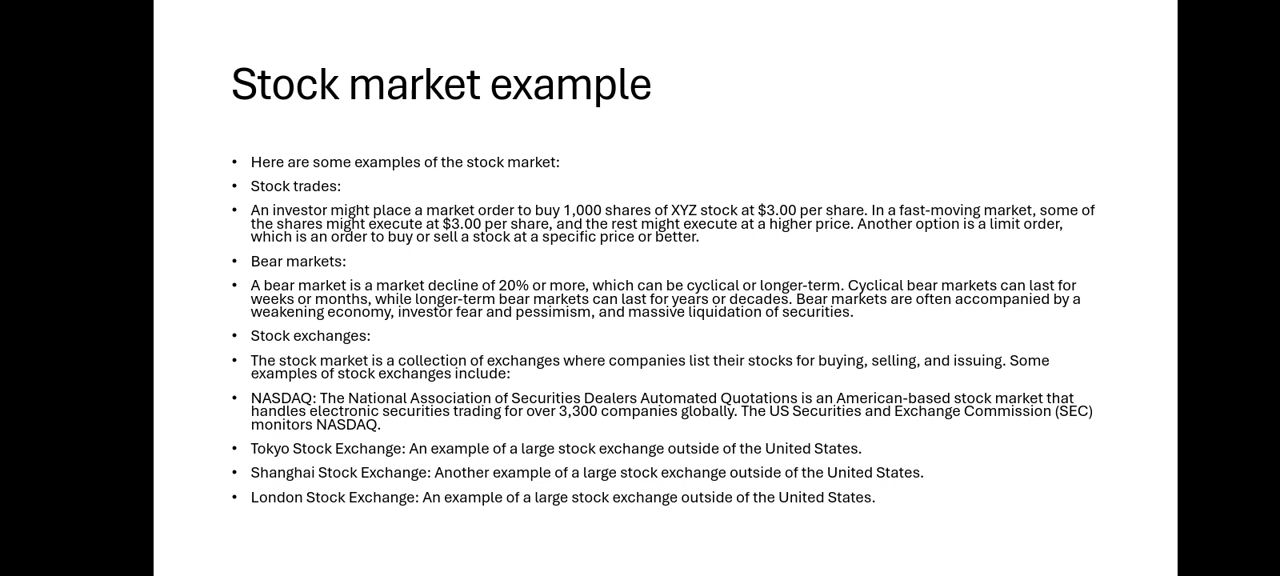 Stock market example
• Here are some examples of the stock market:
• Stock trades:
• An investor might place a market order to buy 1,000 shares of XYZ stock at $3.00 per share. In a fast-moving market, some of
the shares might execute at $3.00 per share, and the rest might execute at a higher price. Another option is a limit order,
which is an order to buy or sell a stock at a specific price or better.
• Bear markets:
• A bear market is a market decline of 20% or more, which can be cyclical or longer-term. Cyclical bear markets can last for
weeks or months, while longer-term bear markets can last for years or decades. Bear markets are often accompanied by a
weakening economy, investor fear and pessimism, and massive liquidation of securities.
• Stock exchanges:
• The stock market is a collection of exchanges where companies list their stocks for buying, selling, and issuing. Some
examples of stock exchanges include:
• NASDAQ: The National Association of Securities Dealers Automated Quotations is an American-based stock market that
handles electronic securities trading for over 3,300 companies globally. The US Securities and Exchange Commission (SEC)
monitors NASDAQ.
• Tokyo Stock Exchange: An example of a large stock exchange outside of the United States.
• Shanghai Stock Exchange: Another example of a large stock exchange outside of the United States.
• London Stock Exchange: An example of a large stock exchange outside of the United States.